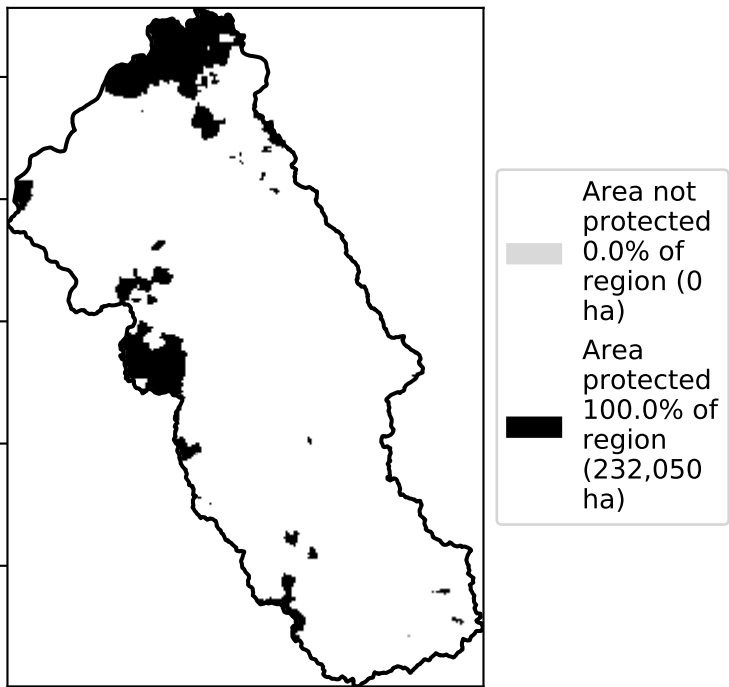 Area not
protected
0.0% of
region (0
ha)
Area
protected
100.0% of
region
(232,050
ha)